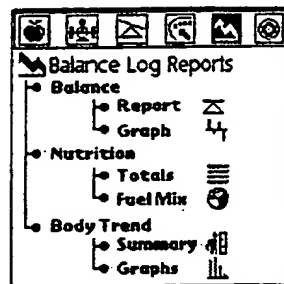 Balance Log Reports
Balance
Report
Graph
Nutrition
Totals
Fuel Mix
Body Trend
Summary
Graphs